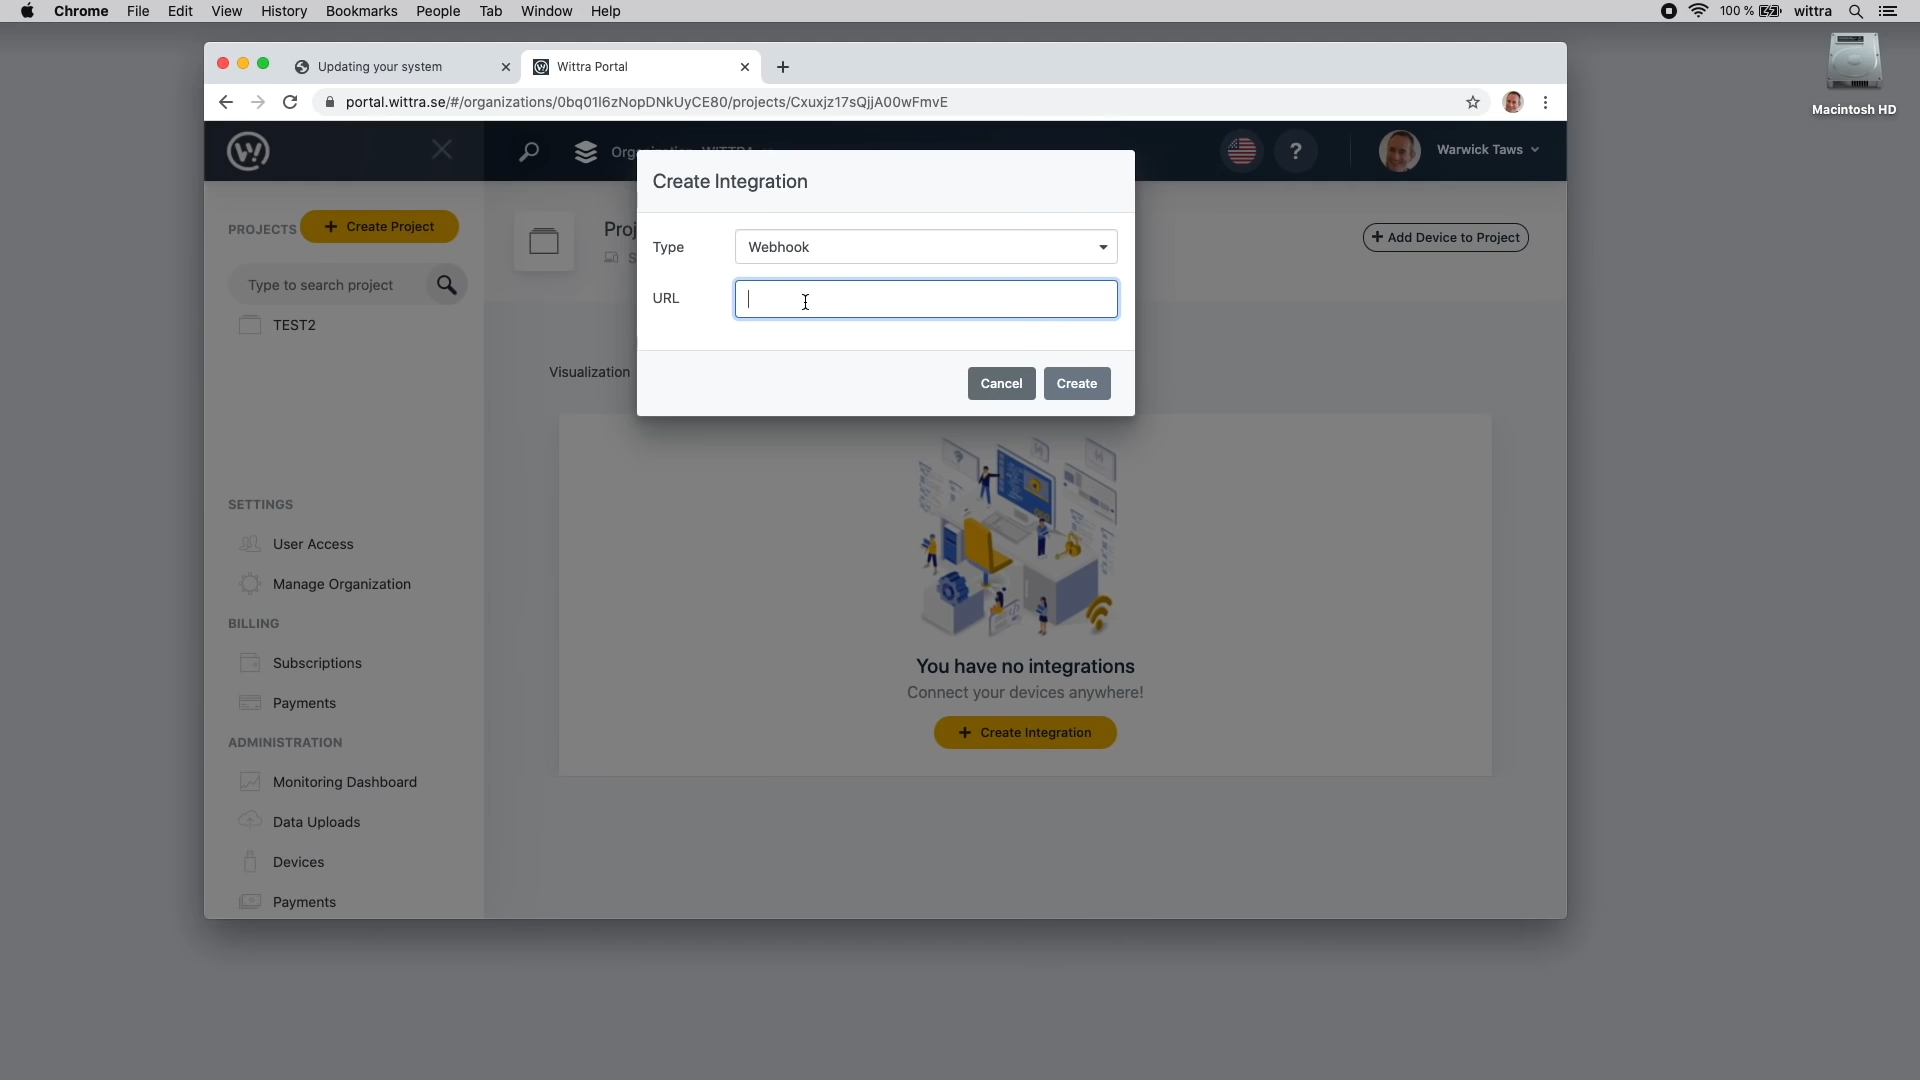 Chrome File Edit View History Bookmarks People Tab Window Help
100 % wittra
Macintosh HD
Updating your system
Wittra Portal
portal.wittra.se/#/organizations/0bq01I6zNopDNkUyCE80/projects/Cxuxjz17sQjjA00wFmvE
W!
?
Warwick Taws
Create Integration
PROJECTS
+ Create Project
Type to search project
TEST2
+ Add Device to Project
Type
Webhook
URL
Cancel
Create
Visualization
SETTINGS
User Access
Manage Organization
BILLING
Subscriptions
Payments
ADMINISTRATION
Monitoring Dashboard
Data Uploads
Devices
Payments
You have no integrations
Connect your devices anywhere!
+ Create Integration